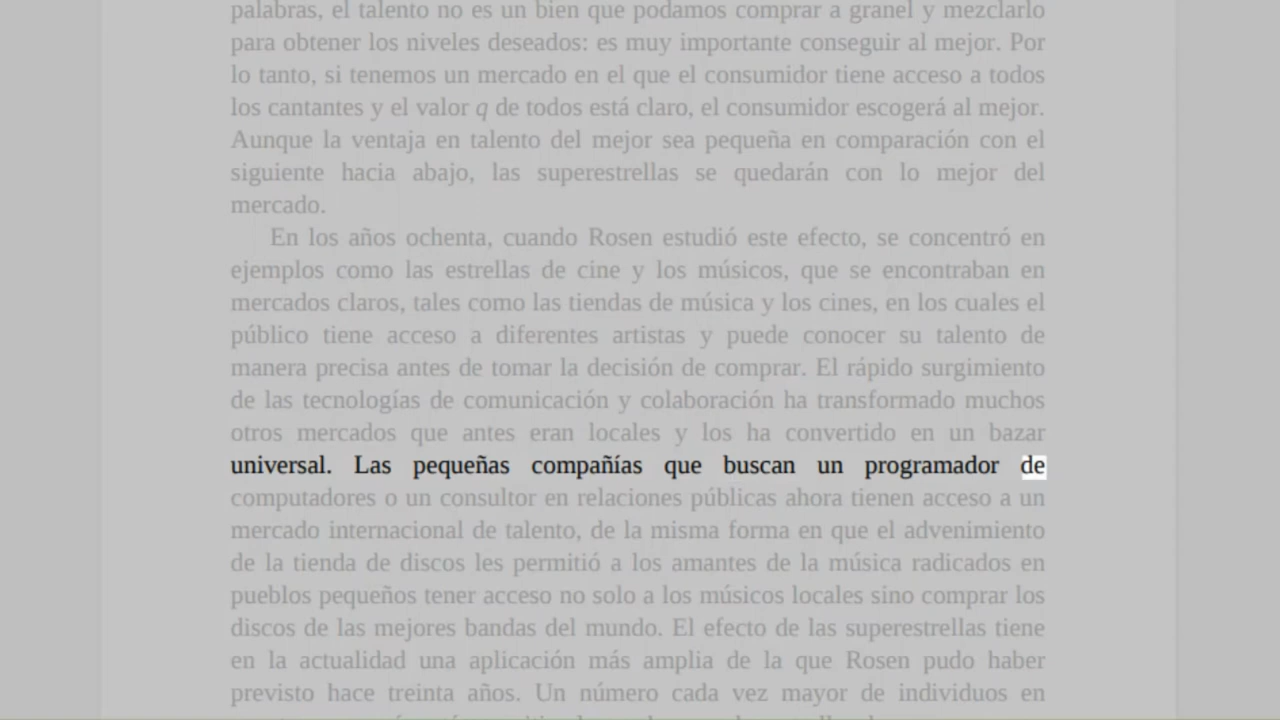 palabras, el talento no es un bien que podamos comprar a granel y mezclarlo
para obtener los niveles deseados: es muy importante conseguir al mejor. Por
lo tanto, si tenemos un mercado en el que el consumidor tiene acceso a todos
los cantantes y el valor q de todos está claro, el consumidor escogerá al mejor.
Aunque la ventaja en talento del mejor sea pequeña en comparación con el
siguiente hacia abajo, las superestrellas se quedarán con lo mejor del
mercado.
En los años ochenta, cuando Rosen estudió este efecto, se concentró en
ejemplos como las estrellas de cine y los músicos, que se encontraban en
mercados claros, tales como las tiendas de música y los cines, en los cuales el
público tiene acceso a diferentes artistas y puede conocer su talento de
manera precisa antes de tomar la decisión de comprar. El rápido surgimiento
de las tecnologías de comunicación y colaboración ha transformado muchos
otros mercados que antes eran locales y los ha convertido en un bazar
universal. Las pequeñas compañías que buscan un programador de
computadores o un consultor en relaciones públicas ahora tienen acceso a un
mercado internacional de talento, de la misma forma en que el advenimiento
de la tienda de discos les permitió a los amantes de la música radicados en
pueblos pequeños tener acceso no solo a los músicos locales sino comprar los
discos de las mejores bandas del mundo. El efecto de las superestrellas tiene
en la actualidad una aplicación más amplia de la que Rosen pudo haber
previsto hace treinta años. Un número cada vez mayor de individuos en